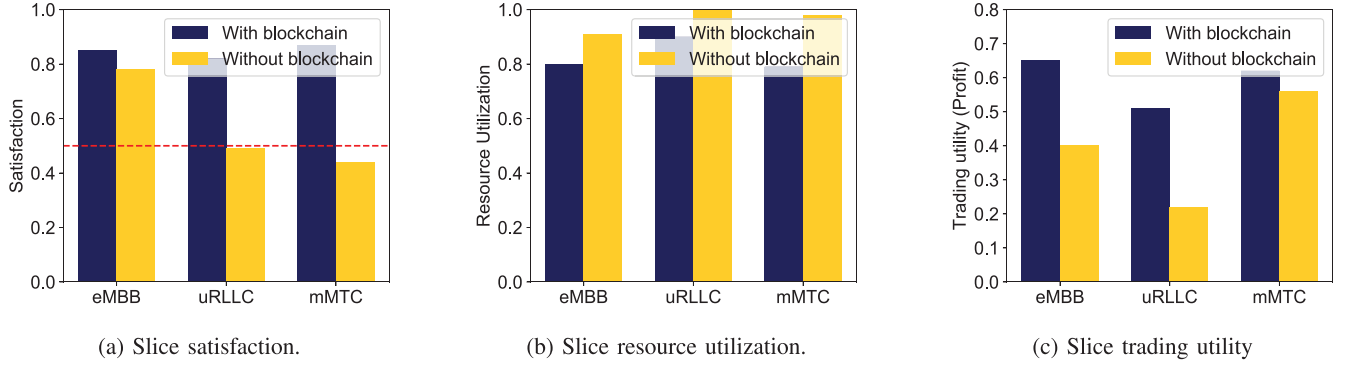 Satisfaction
1.0
0.8
0.6
0.4
0.2
0.0
With blockchain
Without blockchain
eMBB uRLLC mMTC
(a) Slice satisfaction.
Resource Utilization
1.0
0.8
0.6
0.4
0.2
0.0
With blockchain
Without blockchain
eMBB uRLLC mMTC
(b) Slice resource utilization.
Trading utility (Profit)
0.8
0.7
0.6
0.5
0.4
0.3
0.2
0.1
0.0
With blockchain
Without blockchain
eMBB uRLLC mMTC
(c) Slice trading utility